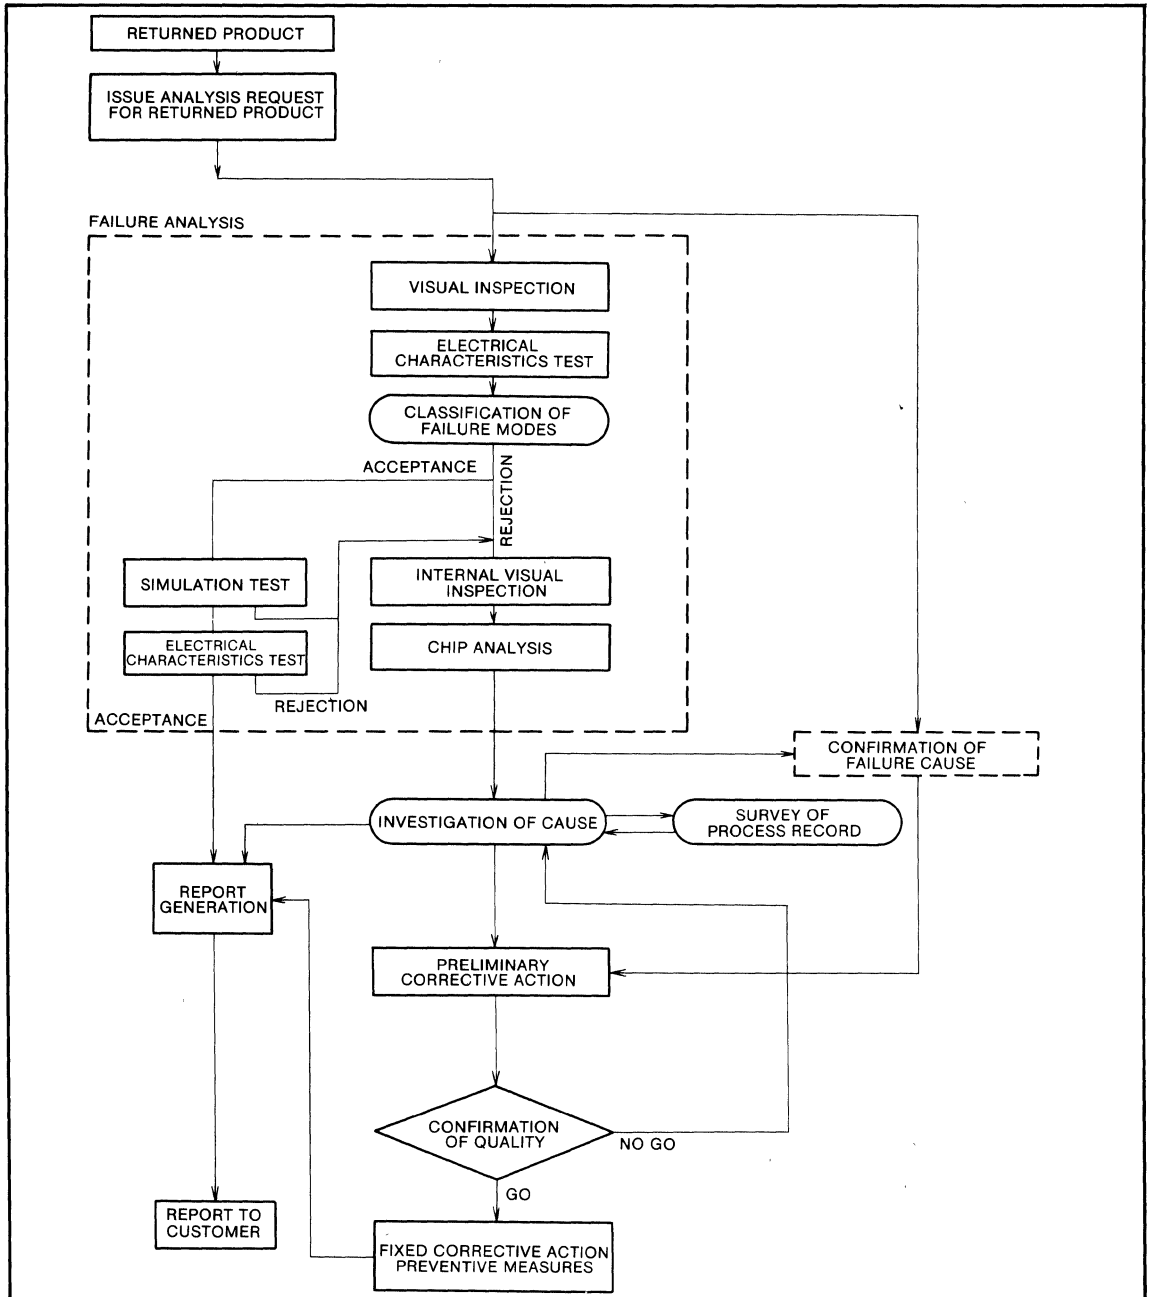 RETURNED PRODUCT
ISSUE ANALYSIS REQUEST
FOR RETURNED PRODUCT
FAILURE ANALYSIS
VISUAL INSPECTION
ELECTRICAL
CHARACTERISTICS TEST
CLASSIFICATION OF
FAILURE MODES
ACCEPTANCE
REJECTION
SIMULATION TEST
INTERNAL VISUAL
INSPECTION
ELECTRICAL
CHARACTERISTICS TEST
CHIP ANALYSIS
REJECTION
ACCEPTANCE
CONFIRMATION OF
FAILURE CAUSE
INVESTIGATION OF CAUSE
SURVEY OF
PROCESS RECORD
REPORT
GENERATION
PRELIMINARY
CORRECTIVE ACTION
CONFIRMATION
OF QUALITY
NO GO
GO
REPORT TO
CUSTOMER
FIXED CORRECTIVE ACTION
PREVENTIVE MEASURES